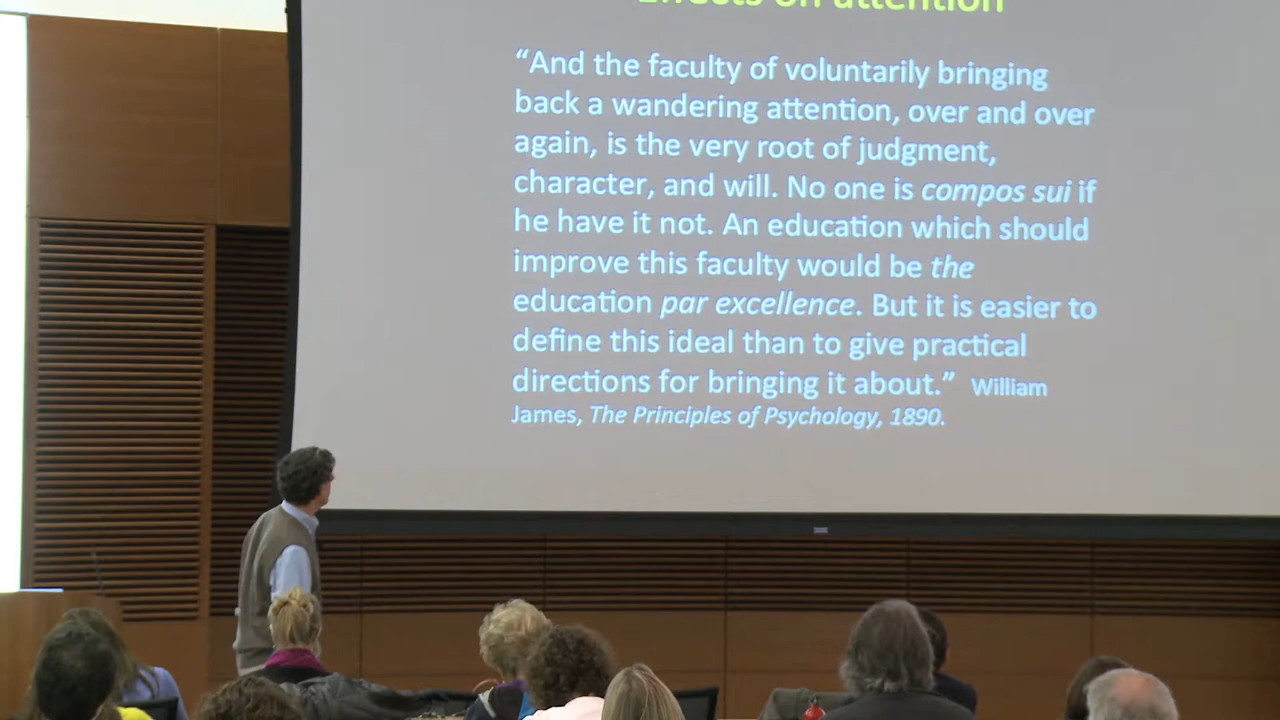 Effects on attention
“And the faculty of voluntarily bringing
back a wandering attention, over and over
again, is the very root of judgment,
character, and will. No one is compos sui if
he have it not. An education which should
improve this faculty would be the
education par excellence. But it is easier to
define this ideal than to give practical
directions for bringing it about.” William
James, The Principles of Psychology, 1890.